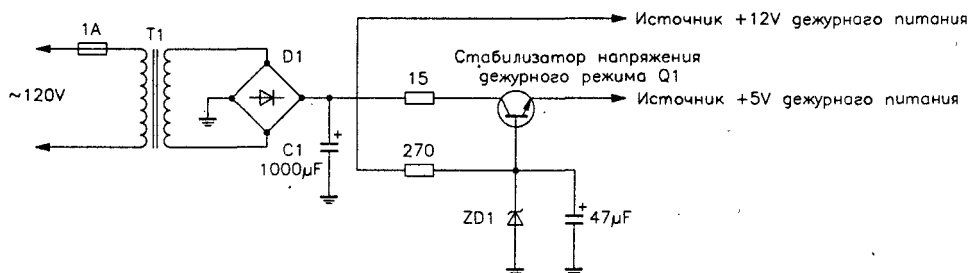 Источник +12V дежурного питания
1A
T1
D1
Стабилизатор напряжения
дежурного режима Q1
15
~120V
Источник +5V дежурного питания
+
C1
1000µF
270
ZD1
+
47µF